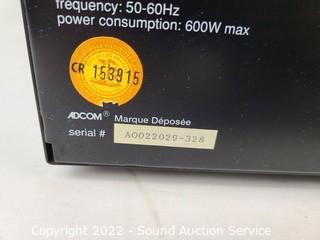 frequency: 50-60Hz
power consumption: 600W max
CR 153915
ADCOM® Marque Déposée
serial # AO022029-328
Copyright 2022 - Sound Auction Service